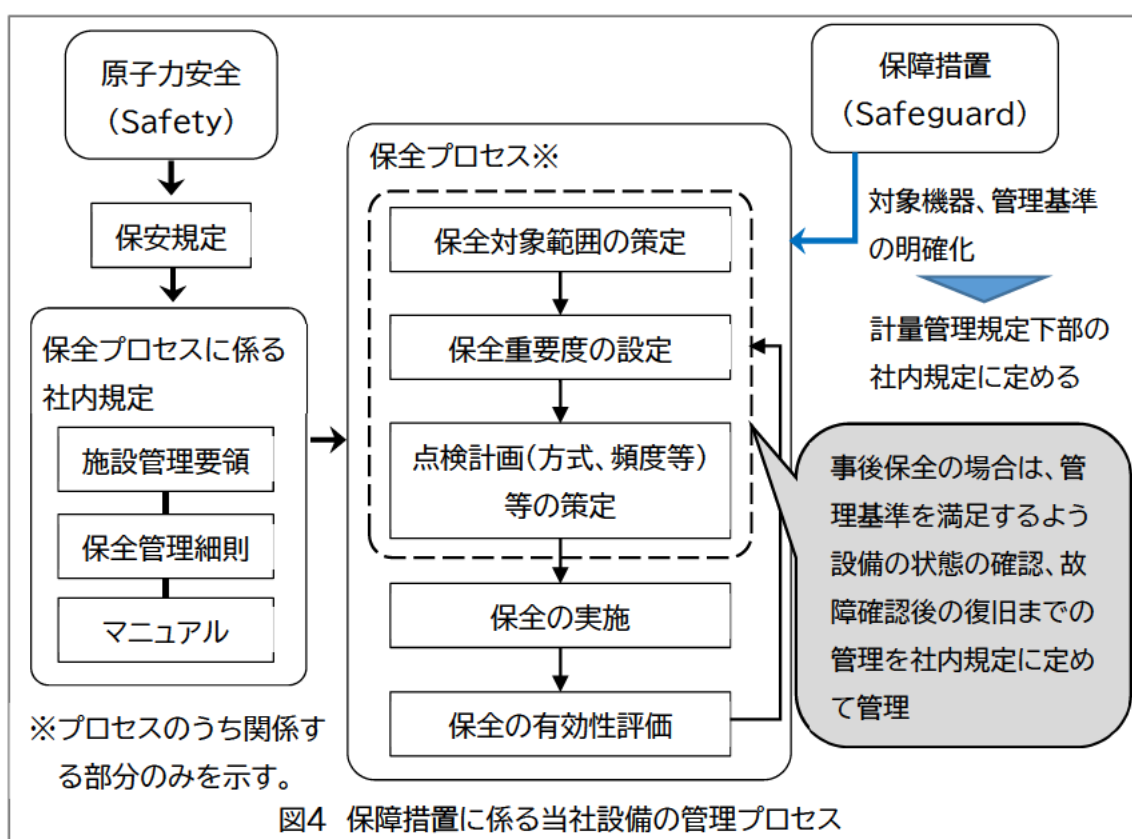 原子力安全
（Safety）
保安規定
保全プロセスに係る
社内規定
施設管理要領
保全管理細則
マニュアル
※プロセスのうち関係す
る部分のみを示す。
保全プロセス※
保全対象範囲の策定
保全重要度の設定
点検計画（方式、頻度等）
等の策定
保全の実施
保全の有効性評価
保障措置
（Safeguard）
対象機器、管理基準
の明確化
計量管理規定下部の
社内規定に定める
事後保全の場合は、管
理基準を満足するよう
設備の状態の確認、故
障確認後の復旧までの
管理を社内規定に定め
て管理
図4 保障措置に係る当社設備の管理プロセス